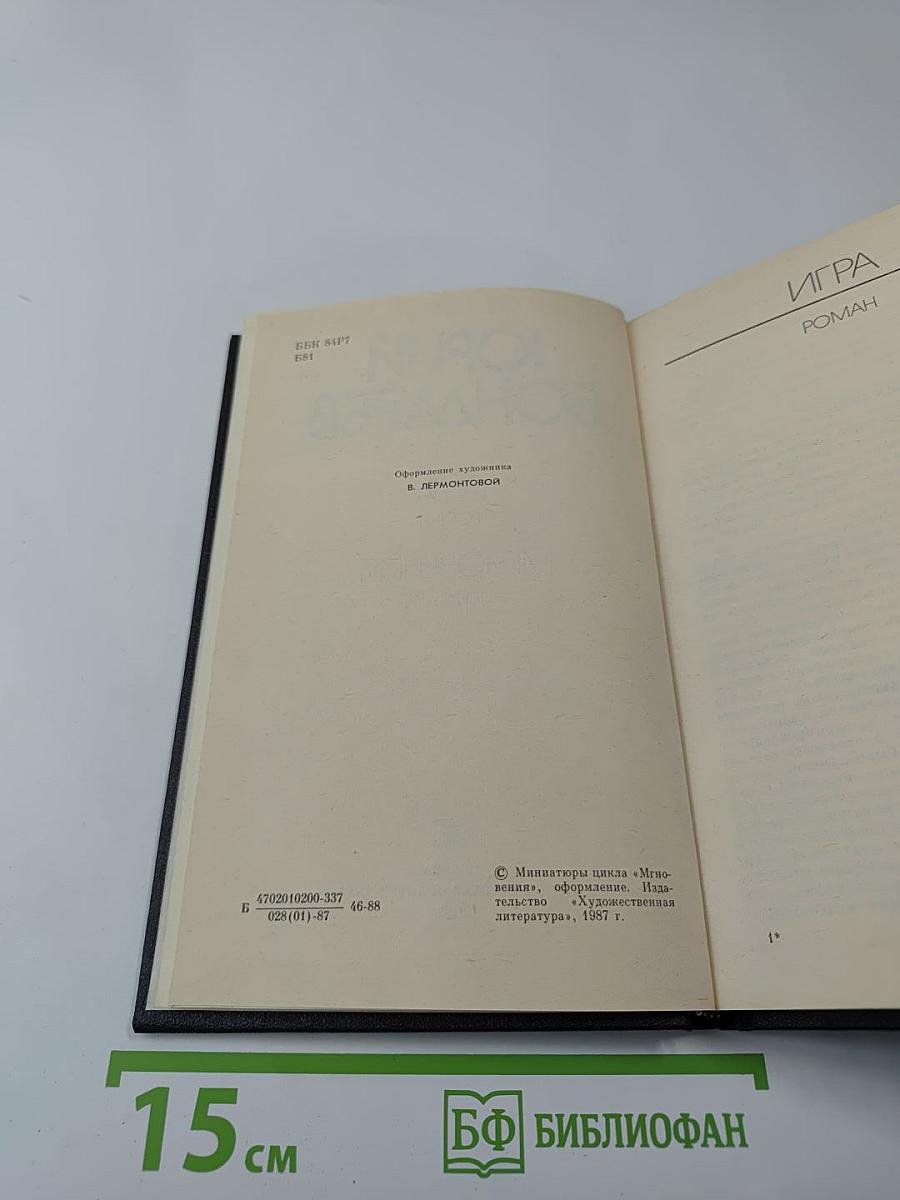 ББК 84Р7
Б81
Оформление художника
В. ЛЕРМОНТОВОЙ
Б 4702010200-337 46-88
028(01)-87
© Миниатюры цикла «Мгно-
вения», оформление. Изда-
тельство «Художественная
литература», 1987 г.
ИГРА
РОМАН
1*
15 см
БФ БИБЛИОФАН